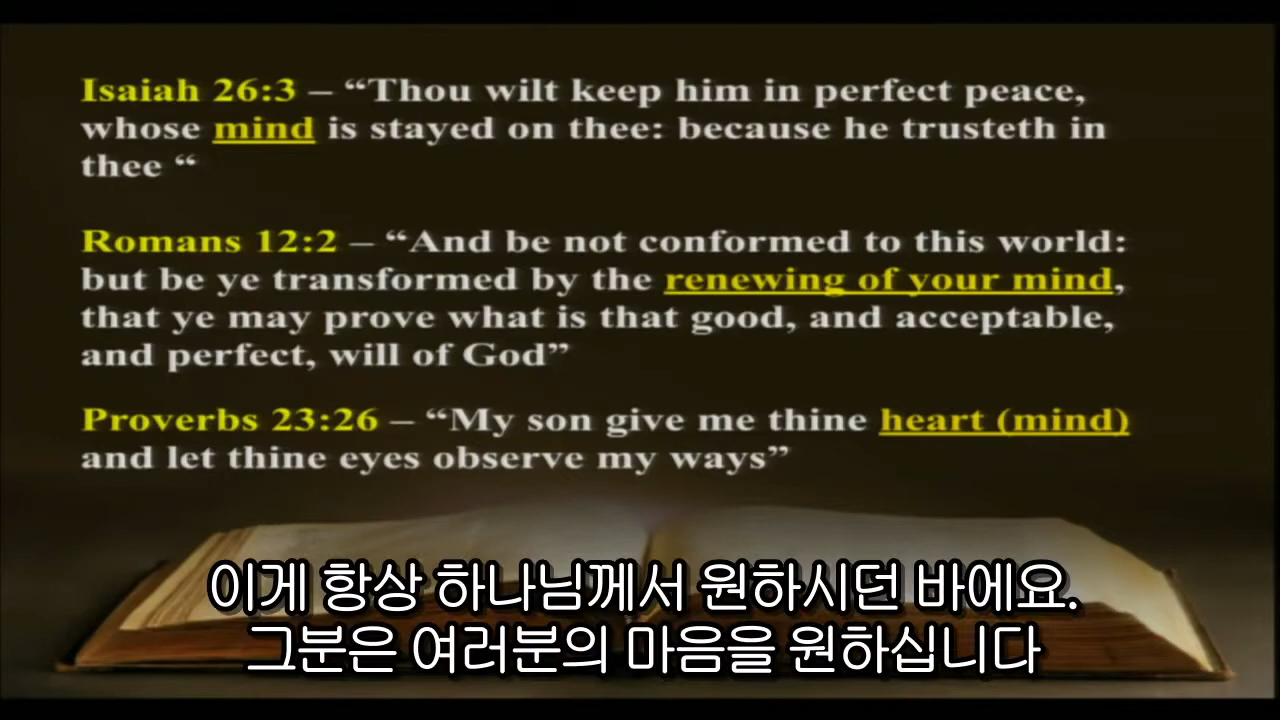 Isaiah 26:3 – “Thou wilt keep him in perfect peace,
whose mind is stayed on thee: because he trusteth in
thee “
Romans 12:2 – “And be not conformed to this world:
but be ye transformed by the renewing of your mind,
that ye may prove what is that good, and acceptable,
and perfect, will of God”
Proverbs 23:26 – “My son give me thine heart (mind)
and let thine eyes observe my ways”
이게 항상 하나님께서 원하시던 바에요.
그분은 여러분의 마음을 원하십니다